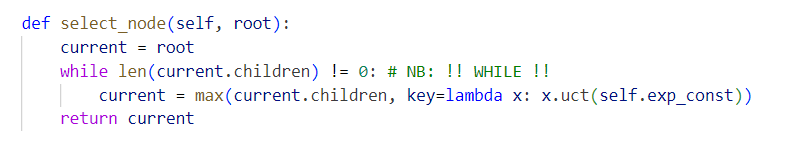 def select_node(self, root):
    current = root
    while len(current.children) != 0: # NB: !! WHILE !!
        current = max(current.children, key=lambda x: x.uct(self.exp_const))
    return current